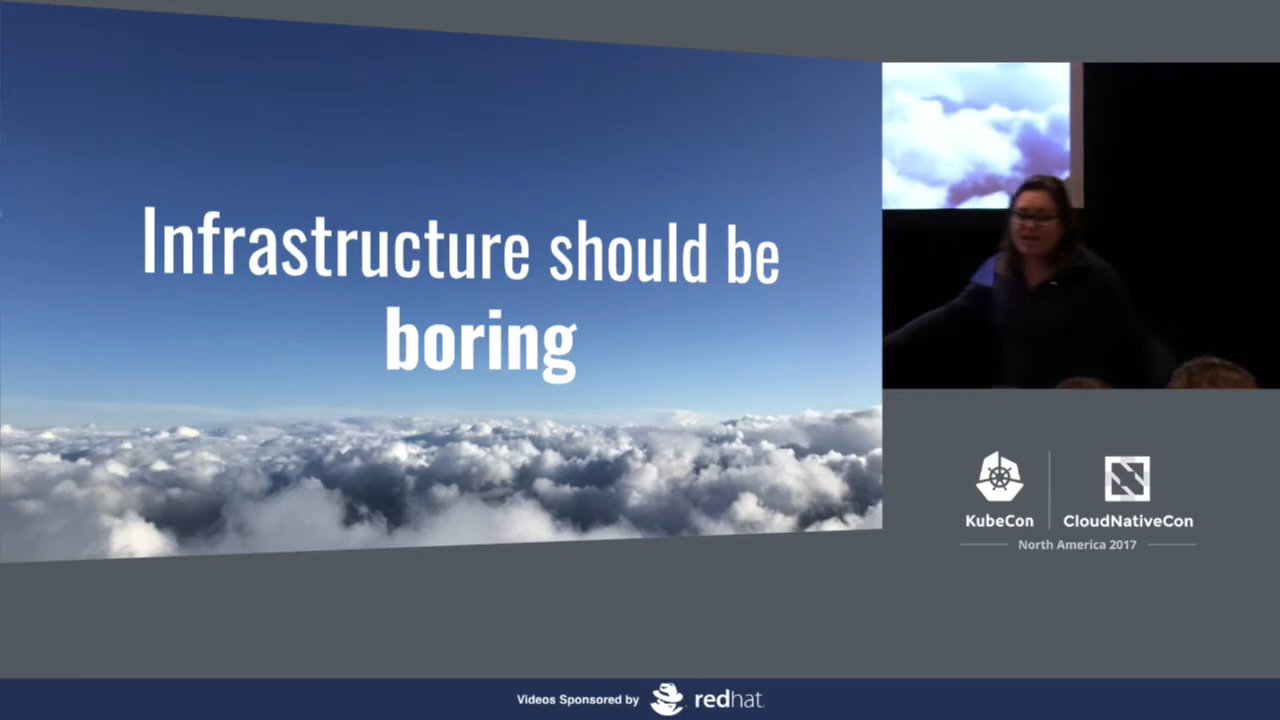 Infrastructure should be
boring
KubeCon
CloudNativeCon
North America 2017
Videos Sponsored by
redhat.